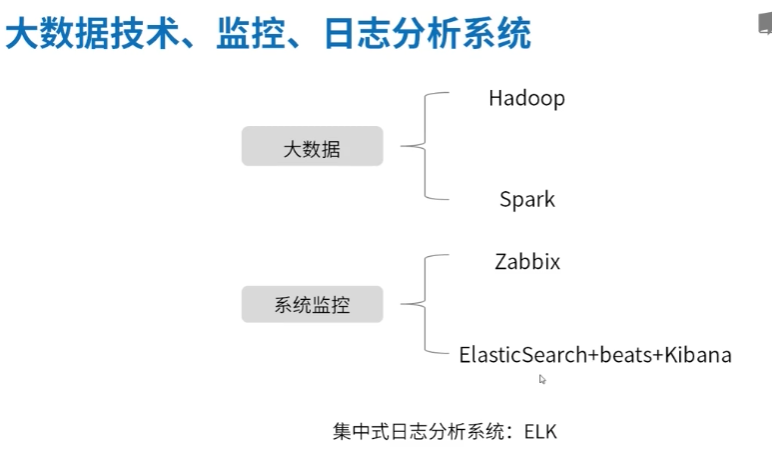 大数据技术、监控、日志分析系统
Hadoop
大数据
Spark
Zabbix
系统监控
ElasticSearch+beats+Kibana
集中式日志分析系统：ELK